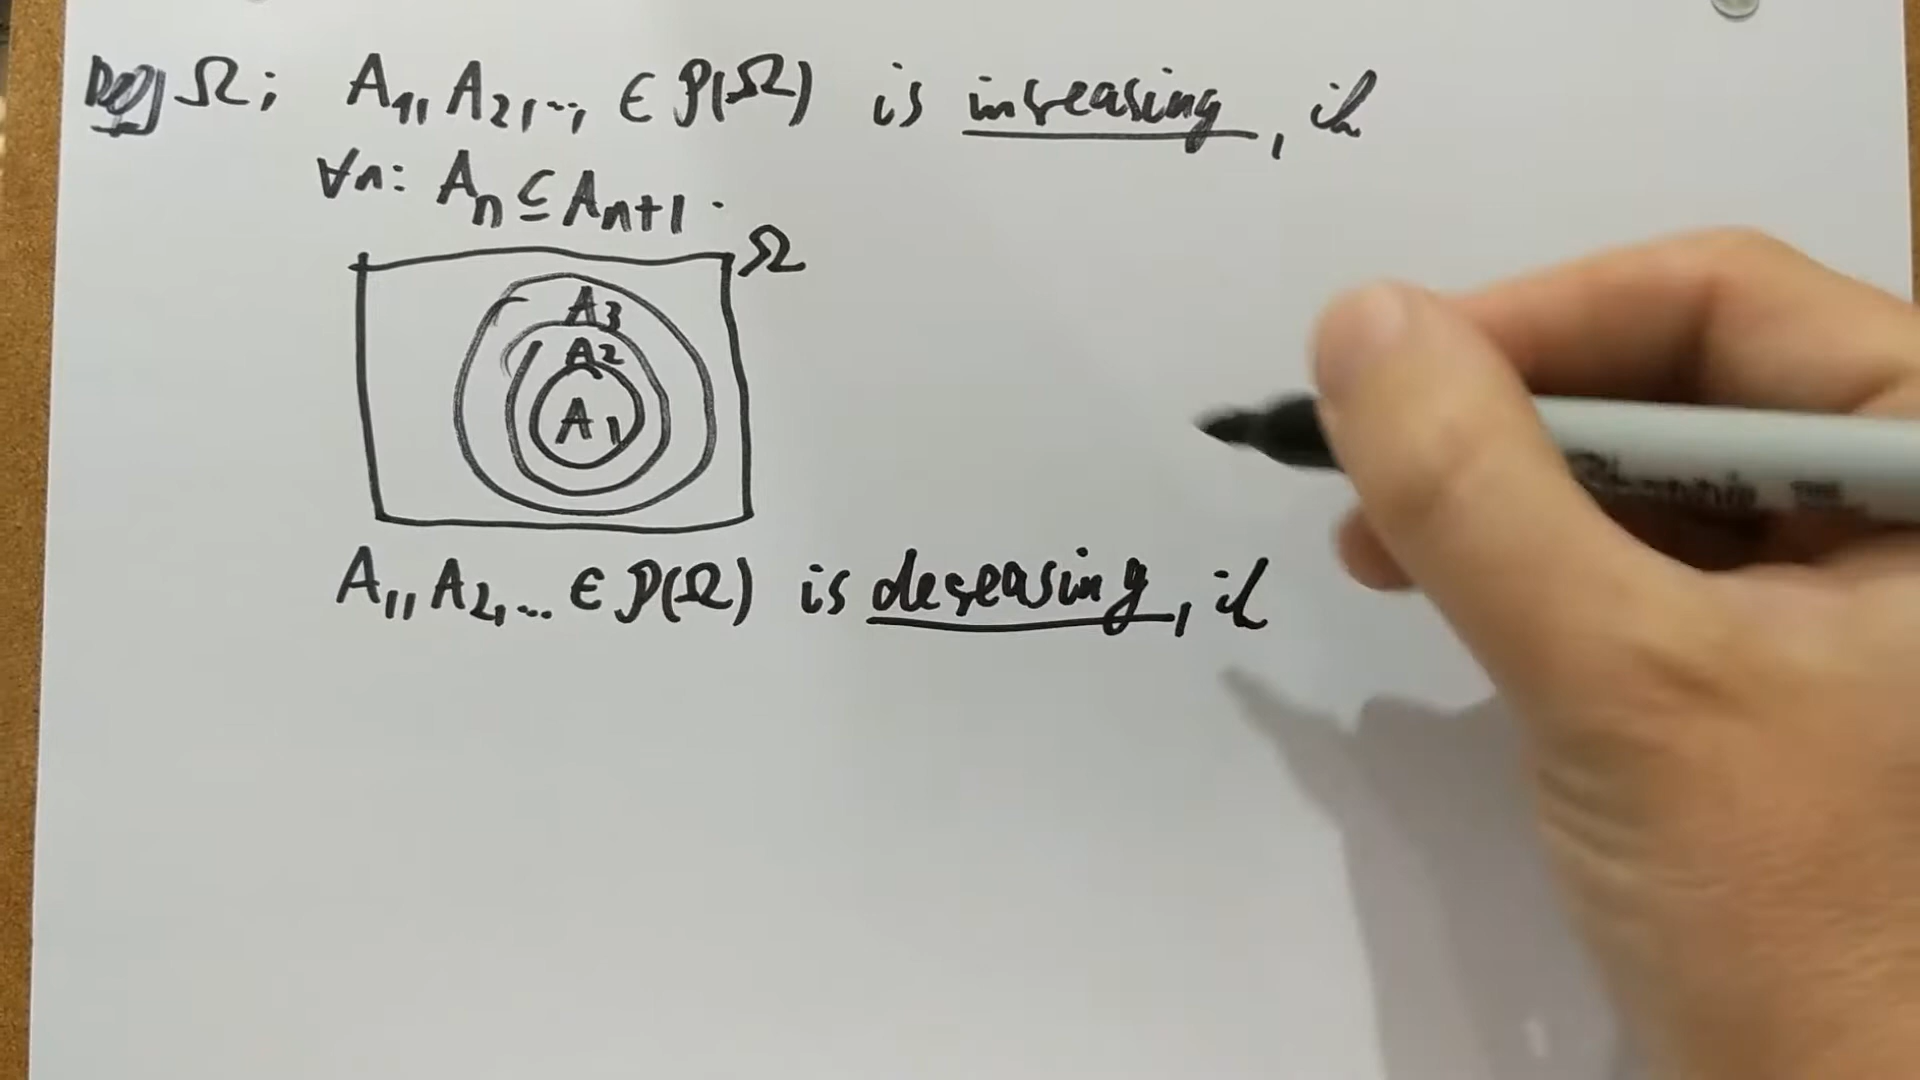 Def Ω; A₁, A₂, ..., ∈ P(Ω) is increasing, if
∀n: Aₙ ⊆ Aₙ₊₁.
Ω
A₃
A₂
A₁
A₁, A₂, ... ∈ P(Ω) is decreasing, if